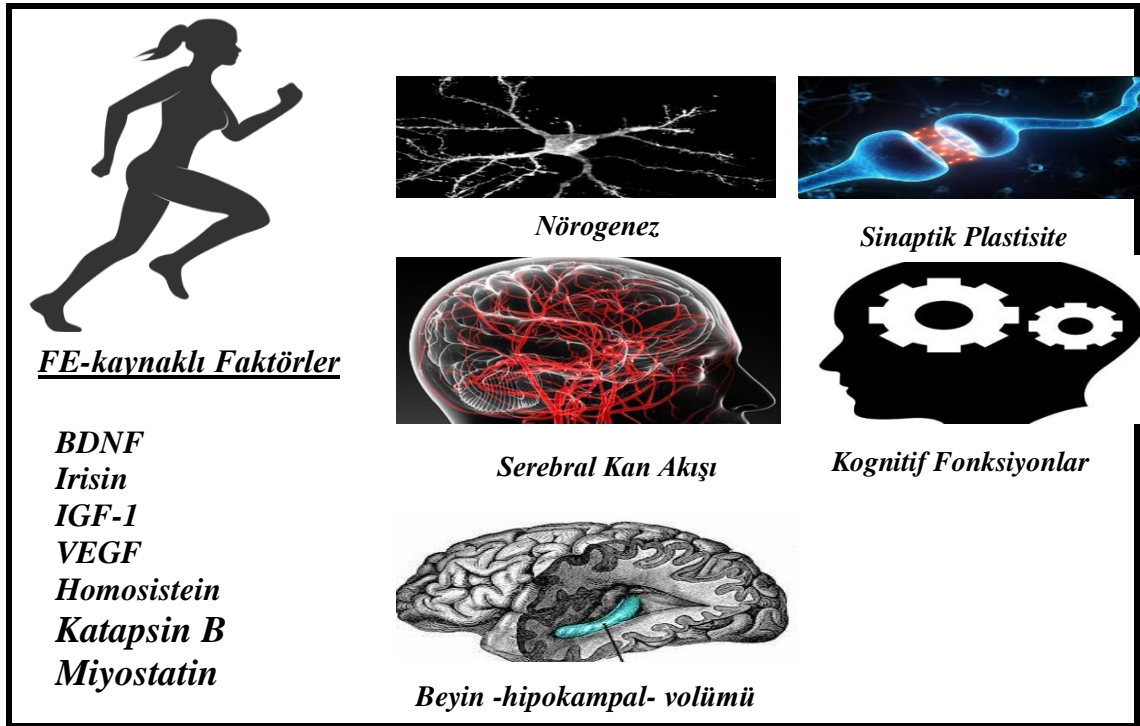 FE-kaynaklı Faktörler
BDNF
Irisin
IGF-1
VEGF
Homosistein
Katapsin B
Miyostatin
Nörogenez
Sinaptik Plastisite
Serebral Kan Akışı
Kognitif Fonksiyonlar
Beyin -hipokampal- volümü